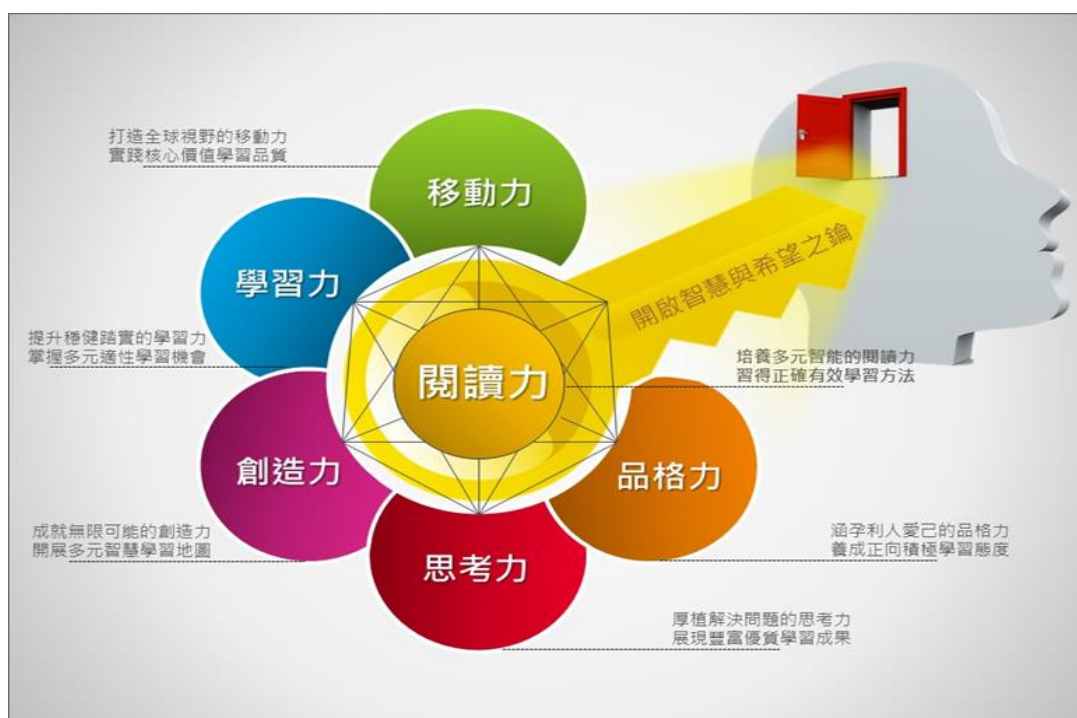 打造全球視野的移動力
實踐核心價值學習品質
移動力
學習力
提升穩健踏實的學習力
掌握多元適性學習機會
開啟智慧與希望之鑰
閱讀力
培養多元智能的閱讀力
習得正確有效學習方法
創造力
成就無限可能的創造力
開展多元智慧學習地圖
品格力
涵孕利人愛己的品格力
養成正向積極學習態度
思考力
厚植解決問題的思考力
展現豐富優質學習成果